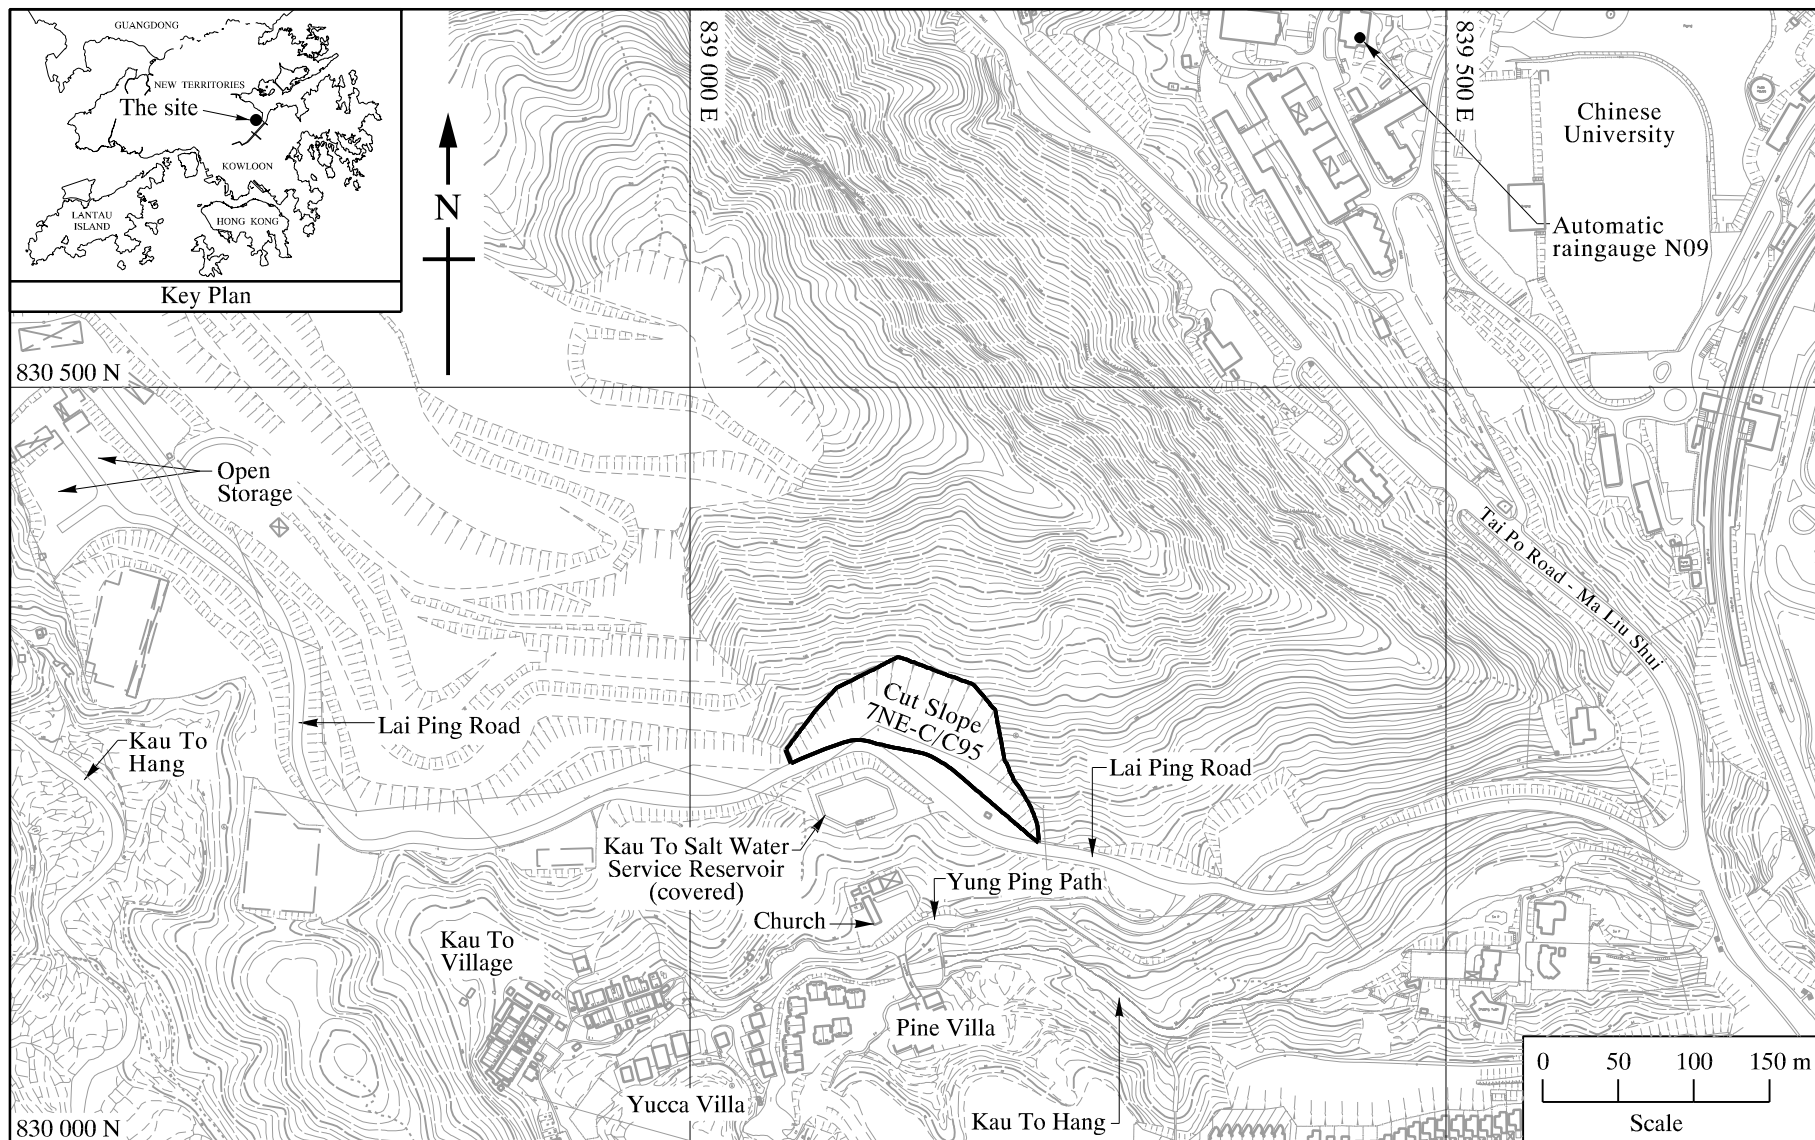 GUANGDONG
NEW TERRITORIES
The site
KOWLOON
LANTAU
ISLAND
HONG KONG
Key Plan
N
839 000 E
839 500 E
Chinese
University
Automatic
raingauge N09
830 500 N
Open
Storage
Tai Po Road - Ma Liu Shui
Cut Slope
7NE-C/C95
Lai Ping Road
Kau To
Hang
Lai Ping Road
Kau To Salt Water
Service Reservoir
(covered)
Yung Ping Path
Church
Kau To
Village
Pine Villa
Yucca Villa
Kau To Hang
830 000 N
0 50 100 150 m
Scale